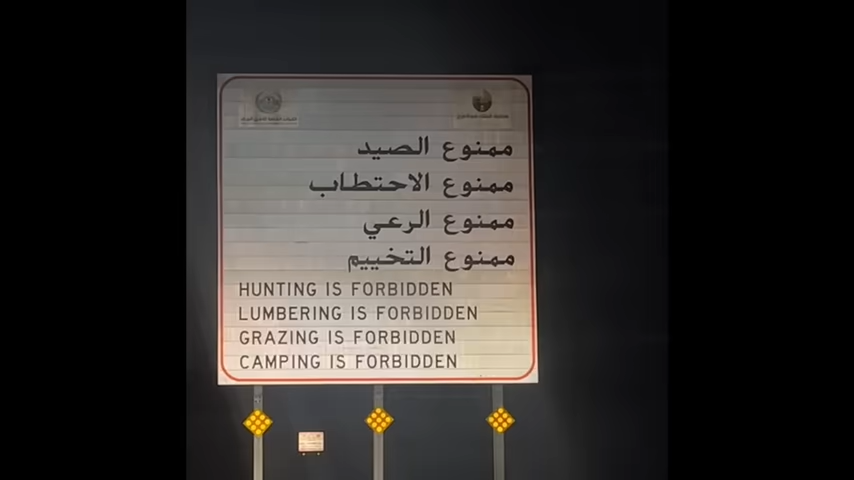 ممنوع الصيد
ممنوع الاحتطاب
ممنوع الرعي
ممنوع التخييم
HUNTING IS FORBIDDEN
LUMBERING IS FORBIDDEN
GRAZING IS FORBIDDEN
CAMPING IS FORBIDDEN